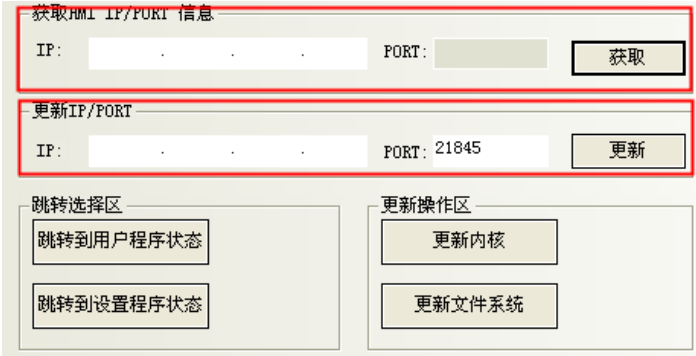 获取HMI IP/PORT 信息
IP: . . . PORT: 获取
更新IP/PORT
IP: . . . PORT: 21845 更新
跳转选择区
跳转到用户程序状态
跳转到设置程序状态
更新操作区
更新内核
更新文件系统